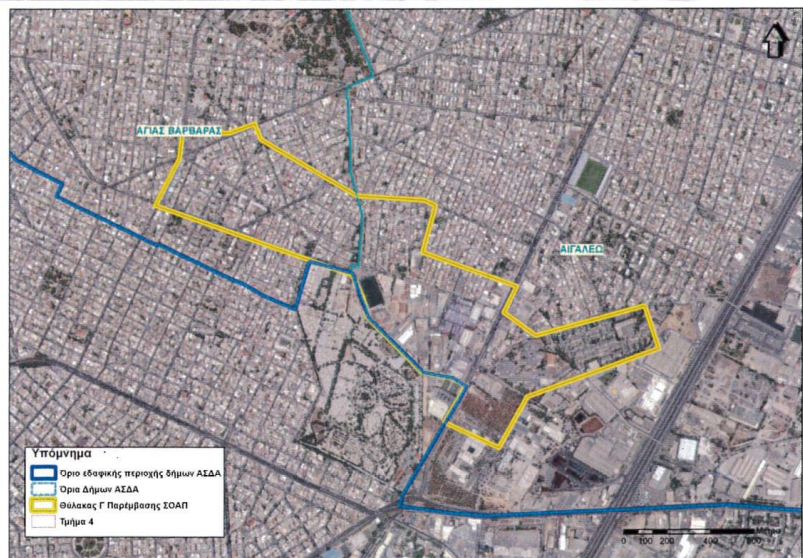 ΑΓΙΑΣ ΒΑΡΒΑΡΑΣ
ΑΙΓΑΛΕΩ
Υπόμνημα
Όριο εδαφικής περιοχής δήμων ΑΣΔΑ
Όρια Δήμων ΑΣΔΑ
Θύλακας Γ Παρέμβασης ΣΟΑΠ
Τμήμα 4
Μέτρα
0 100 200 400 600